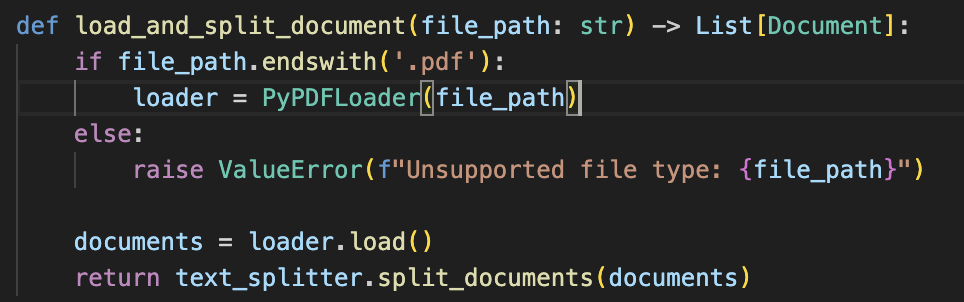 def load_and_split_document(file_path: str) -> List[Document]:
    if file_path.endswith('.pdf'):
        loader = PyPDFLoader(file_path)
    else:
        raise ValueError(f"Unsupported file type: {file_path}")

    documents = loader.load()
    return text_splitter.split_documents(documents)